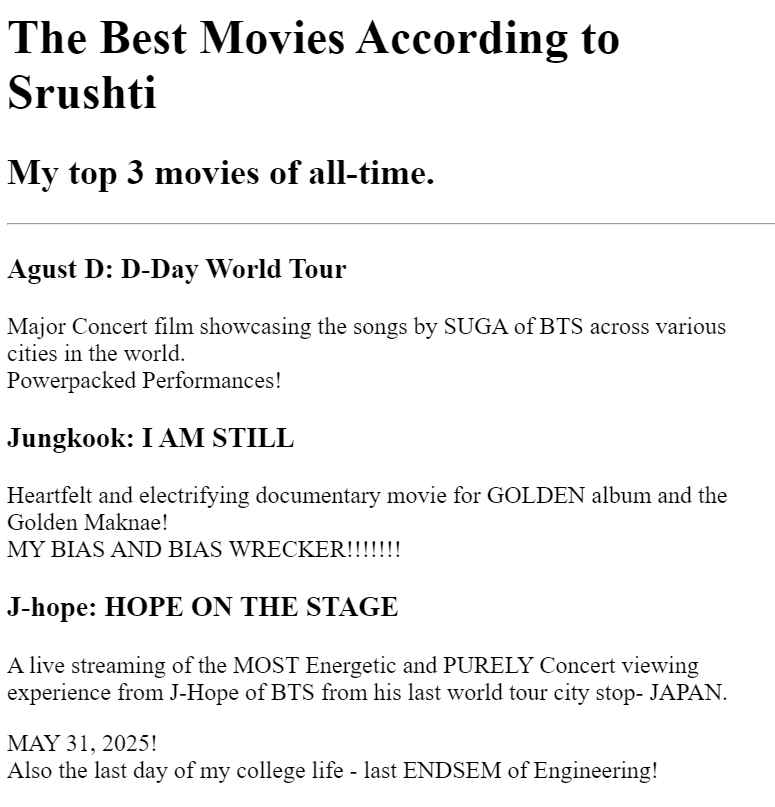 The Best Movies According to
Srushti
My top 3 movies of all-time.
Agust D: D-Day World Tour
Major Concert film showcasing the songs by SUGA of BTS across various
cities in the world.
Powerpacked Performances!
Jungkook: I AM STILL
Heartfelt and electrifying documentary movie for GOLDEN album and the
Golden Maknae!
MY BIAS AND BIAS WRECKER!!!!!!!
J-hope: HOPE ON THE STAGE
A live streaming of the MOST Energetic and PURELY Concert viewing
experience from J-Hope of BTS from his last world tour city stop- JAPAN.
MAY 31, 2025!
Also the last day of my college life - last ENDSEM of Engineering!